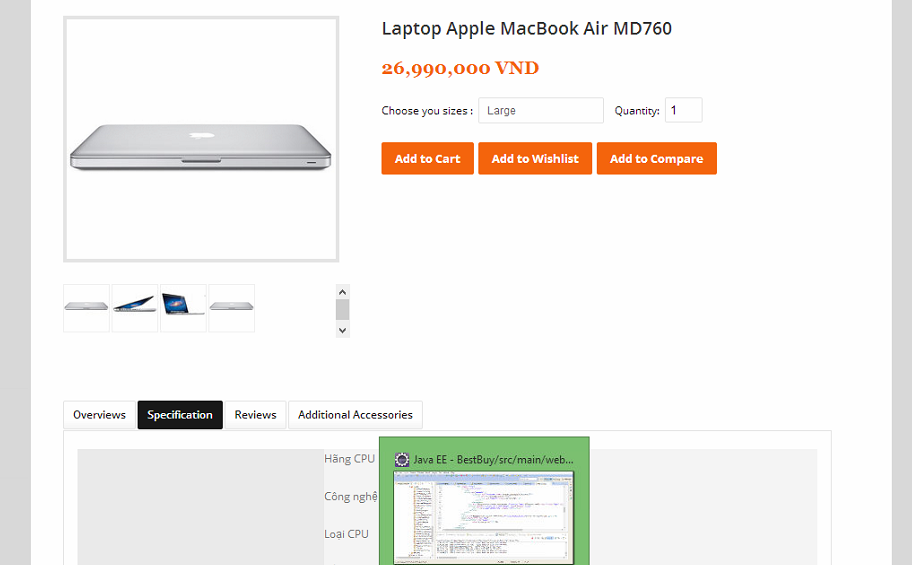 Laptop Apple MacBook Air MD760
26,990,000 VND
Choose you sizes : Large Quantity: 1
Add to Cart Add to Wishlist Add to Compare
Overviews Specification Reviews Additional Accessories
Hãng CPU
Java EE - BestBuy/src/main/web...
Công nghệ
Loại CPU